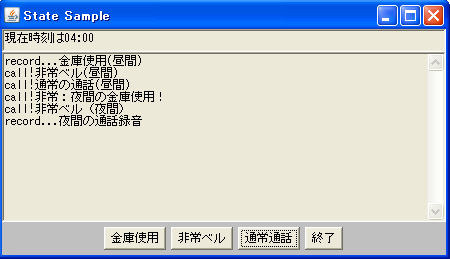 State Sample
現在時刻は04:00
record...金庫使用(昼間)
call!非常ベル(昼間)
call!通常の通話(昼間)
call!非常：夜間の金庫使用！
call!非常ベル（夜間)
record...夜間の通話録音
金庫使用 非常ベル 通常通話 終了